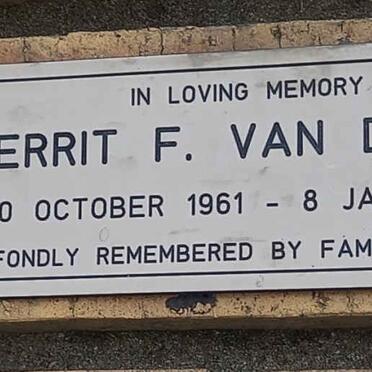 IN LOVING MEMORY
ERRIT F. VAN D
0 OCTOBER 1961 - 8 JA
FONDLY REMEMBERED BY FAM